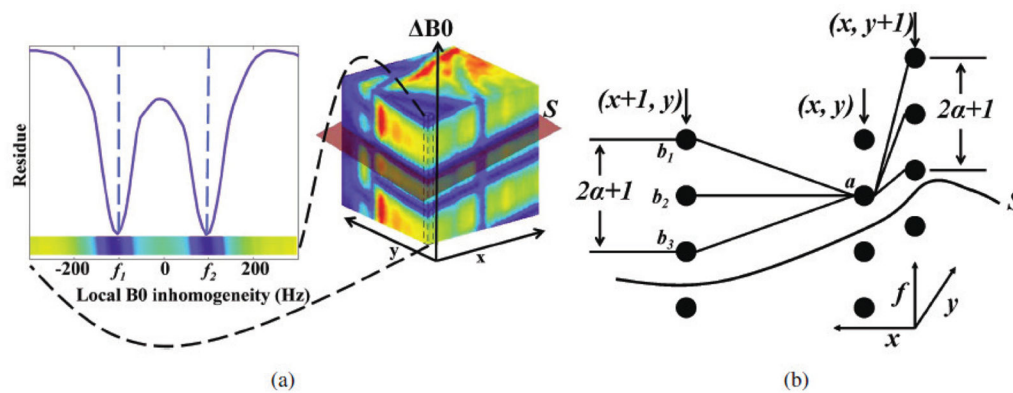 ΔB0
S
Residue
-200 f1 0 f2 200
Local B0 inhomogeneity (Hz)
y
x
(a)
(x, y+1)
(x+1, y)
(x, y)
2α+1
b1
a
2α+1
b2
b3
S
f
y
x
(b)